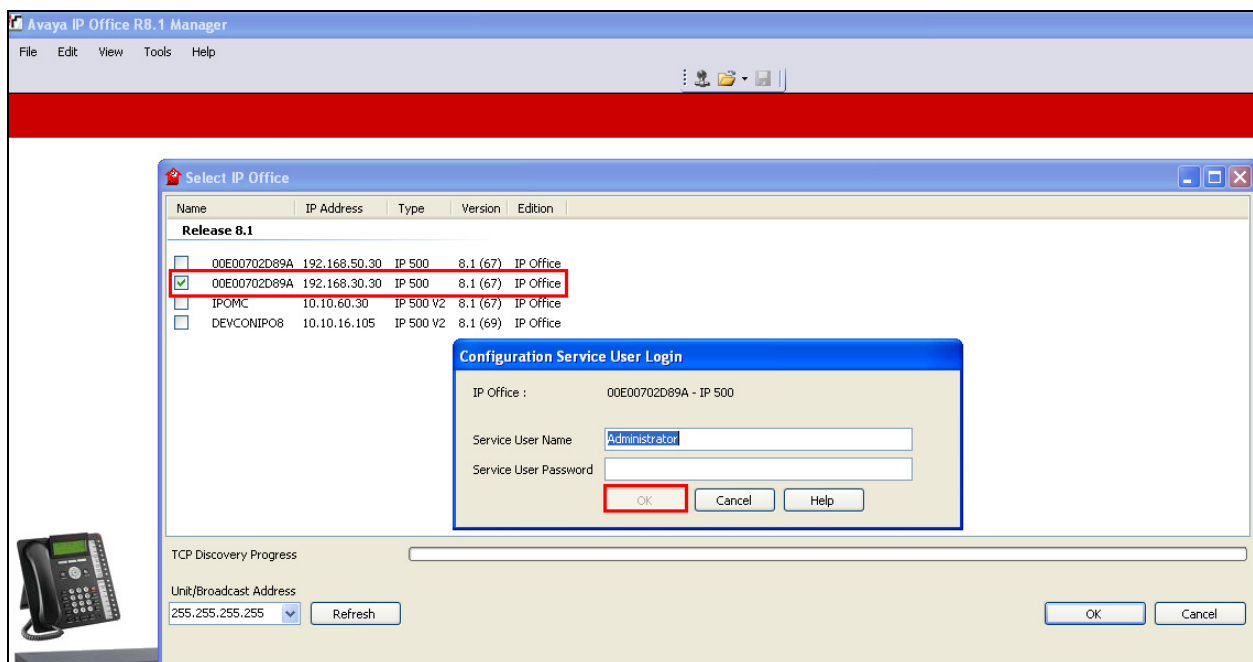 Avaya IP Office R8.1 Manager
File Edit View Tools Help
Select IP Office
Name IP Address Type Version Edition
Release 8.1
00E00702D89A 192.168.50.30 IP 500 8.1 (67) IP Office
00E00702D89A 192.168.30.30 IP 500 8.1 (67) IP Office
IPOMC 10.10.60.30 IP 500 V2 8.1 (67) IP Office
DEVCONIPO8 10.10.16.105 IP 500 V2 8.1 (69) IP Office
Configuration Service User Login
IP Office : 00E00702D89A - IP 500
Service User Name Administrator
Service User Password
OK Cancel Help
TCP Discovery Progress
Unit/Broadcast Address
255.255.255.255 Refresh OK Cancel